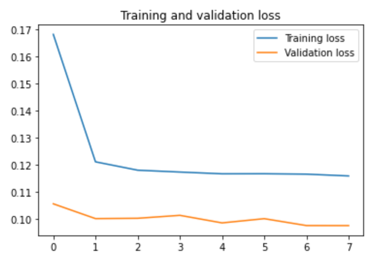 Training and validation loss
0.17
Training loss
Validation loss
0.16
0.15
0.14
0.13
0.12
0.11
0.10
0 1 2 3 4 5 6 7